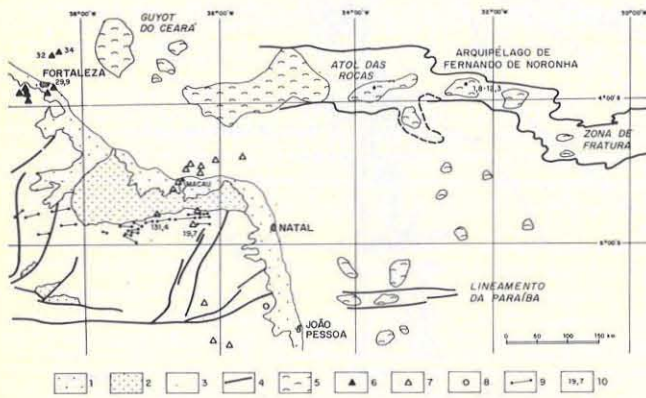 38°00'W
36°00'W
34°00'W
32°00'W
30°00'W
GUYOT
DO CEARÁ
32
34
FORTALEZA
29,9
ATOL DAS
ROCAS
ARQUIPÉLAGO DE
FERNANDO DE NORONHA
1,8-12,3
4°00'S
ZONA DE
FRATURA
MACAU
131,4
19,7
NATAL
5°00'S
LINEAMENTO
DA PARAÍBA
JOÃO
PESSOA
0 50 100 150 km
1 2 3 4 5 6 7 8 9 19,7 10